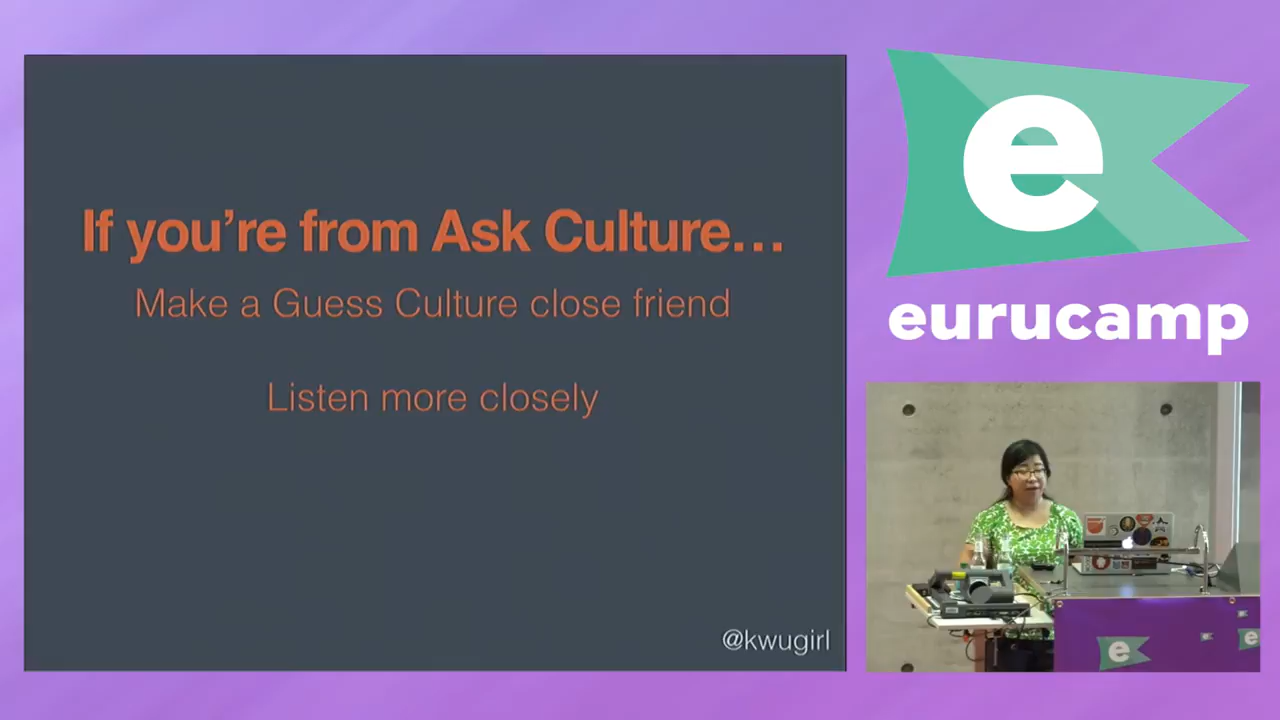 If you're from Ask Culture...
Make a Guess Culture close friend
Listen more closely
@kwugirl
e
eurucamp
e
e